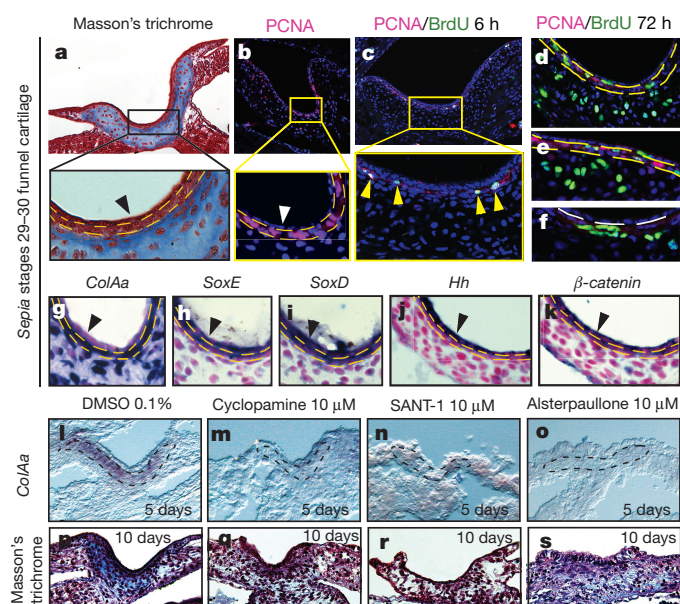 Masson's trichrome
PCNA
PCNA/BrdU 6 h
PCNA/BrdU 72 h
Sepia stages 29–30 funnel cartilage
a
b
c
d
e
f
ColAa
SoxE
SoxD
Hh
β-catenin
g
h
i
j
k
DMSO 0.1%
Cyclopamine 10 μM
SANT-1 10 μM
Alsterpaullone 10 μM
ColAa
l
m
n
o
5 days
5 days
5 days
5 days
Masson's
trichrome
p
10 days
q
10 days
r
10 days
s
10 days